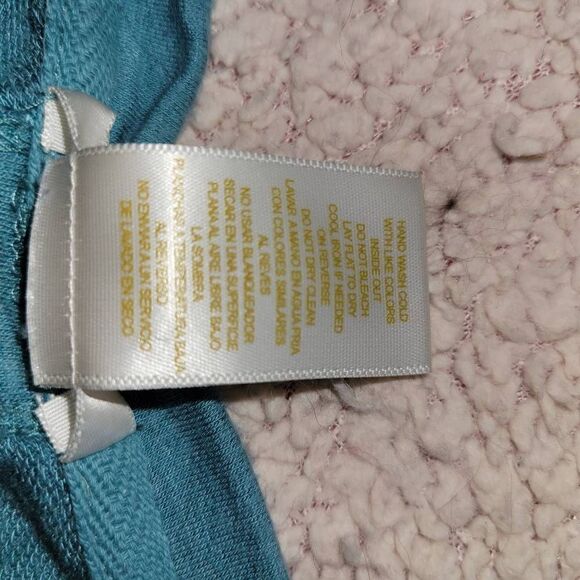 HAND WASH COLD
WITH LIKE COLORIS
INSIDE OUT
DO NOT BLEACH
LAY FLAT TO DRY
COOL IRON IF NEEDED
ON REVERSE
DO NOT DRY CLEAN
LAVAR A MANO EN AGUA FRIA
CON COLORES SIMILARES
AL REVES
NO USAR BLANQUEADOR
SECAR EN UNA SUPERFICIE
PLANA AL AIRE LIBRE BAJO
LA SOMBRA
PLANCHAR A TEMPERATURA BAJA
AL REVERSO
NO ENVIAR A UN SERVICIO
DE LAVADO EN SECO